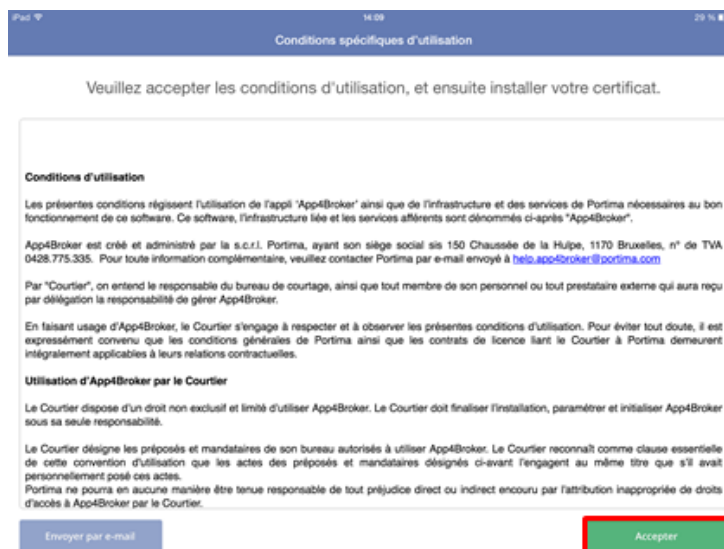 iPad 14:09 29 %
Conditions spécifiques d'utilisation
Veuillez accepter les conditions d'utilisation, et ensuite installer votre certificat.
Conditions d'utilisation
Les présentes conditions régissent l'utilisation de l'appli 'App4Broker' ainsi que de l'infrastructure et des services de Portima nécessaires au bon
fonctionnement de ce software. Ce software, l'infrastructure liée et les services afférents sont dénommés ci-après "App4Broker".
App4Broker est créé et administré par la s.c.r.l. Portima, ayant son siège social sis 150 Chaussée de la Hulpe, 1170 Bruxelles, n° de TVA
0428.775.335. Pour toute information complémentaire, veuillez contacter Portima par e-mail envoyé à help.app4broker@portima.com
Par "Courtier", on entend le responsable du bureau de courtage, ainsi que tout membre de son personnel ou tout prestataire externe qui aura reçu
par délégation la responsabilité de gérer App4Broker.
En faisant usage d'App4Broker, le Courtier s'engage à respecter et à observer les présentes conditions d'utilisation. Pour éviter tout doute, il est
expressément convenu que les conditions générales de Portima ainsi que les contrats de licence liant le Courtier à Portima demeurent
intégralement applicables à leurs relations contractuelles.
Utilisation d'App4Broker par le Courtier
Le Courtier dispose d'un droit non exclusif et limité d'utiliser App4Broker. Le Courtier doit finaliser l'installation, paramétrer et initialiser App4Broker
sous sa seule responsabilité.
Le Courtier désigne les préposés et mandataires de son bureau autorisés à utiliser App4Broker. Le Courtier reconnaît comme clause essentielle
de cette convention d'utilisation que les actes des préposés et mandataires désignés ci-avant l'engagent au même titre que s'il avait
personnellement posé ces actes.
Portima ne pourra en aucune manière être tenue responsable de tout préjudice direct ou indirect encouru par l'attribution inappropriée de droits
d'accès à App4Broker par le Courtier.
Envoyer par e-mail
Accepter